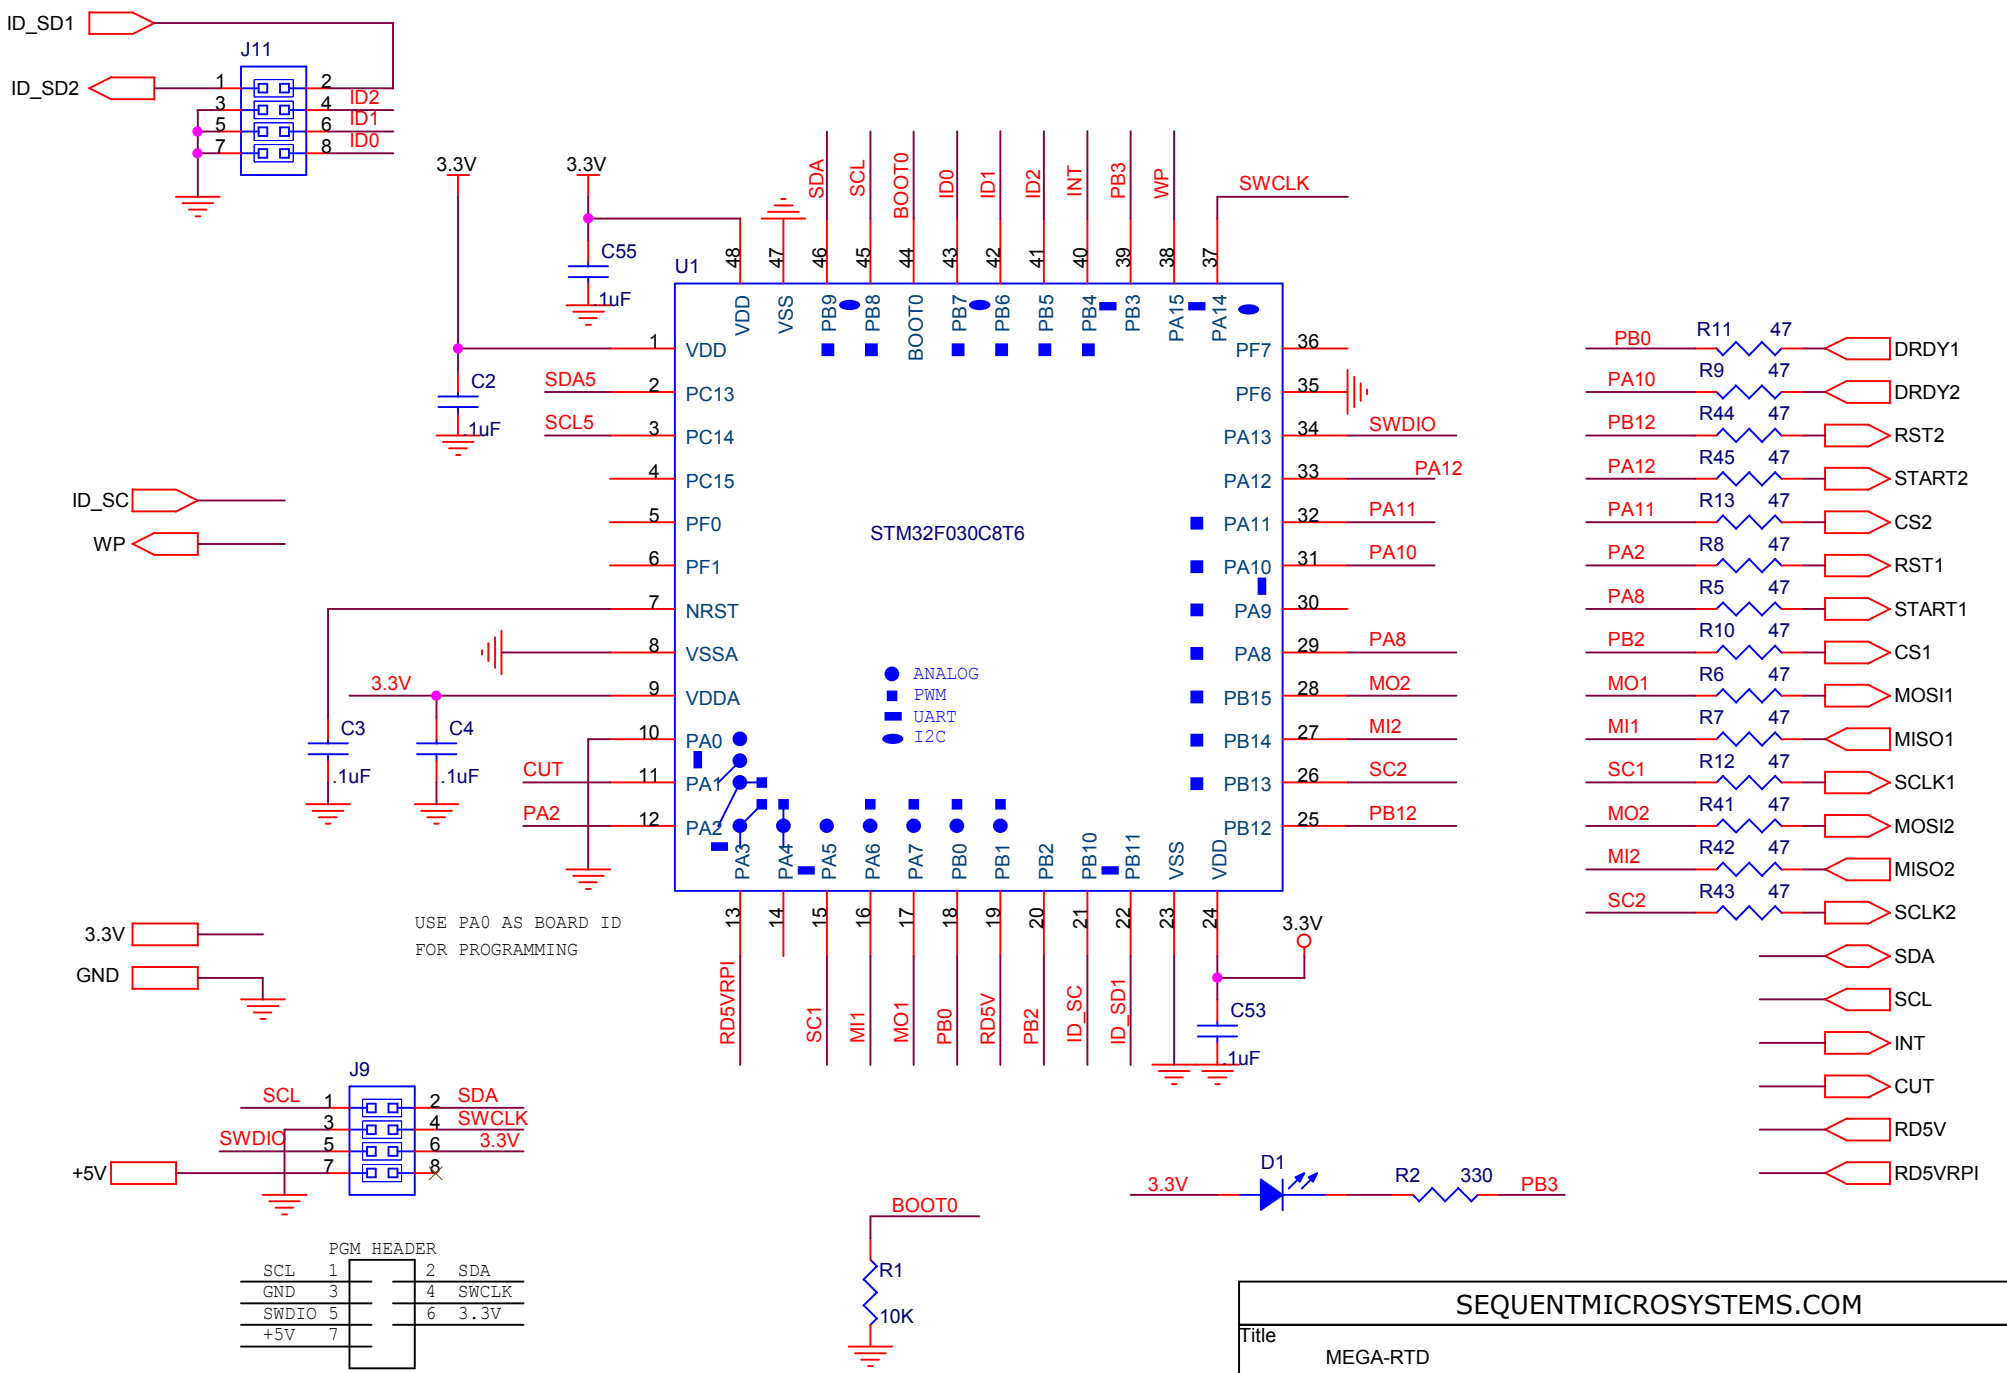 ID_SD1
J11
ID_SD2
1 2
3 4 ID2
5 6 ID1
7 8 ID0
3.3V
3.3V
C55
.1uF
C2
.1uF
SDA SCL BOOT0 ID0 ID1 ID2 INT PB3 WP SWCLK
48 47 46 45 44 43 42 41 40 39 38 37
U1
VDD VSS PB9 PB8 BOOT0 PB7 PB6 PB5 PB4 PB3 PA15 PA14
1 VDD
SDA5 2 PC13
SCL5 3 PC14
4 PC15
5 PF0
6 PF1
7 NRST
8 VSSA
3.3V 9 VDDA
10 PA0
CUT 11 PA1
PA2 12 PA2
C3
.1uF
C4
.1uF
STM32F030C8T6
ANALOG
PWM
UART
I2C
PF7 36
PF6 35
PA13 34 SWDIO
PA12 33 PA12
PA11 32 PA11
PA10 31 PA10
PA9 30
PA8 29 PA8
PB15 28 MO2
PB14 27 MI2
PB13 26 SC2
PB12 25 PB12
PA3 PA4 PA5 PA6 PA7 PB0 PB1 PB2 PB10 PB11 VSS VDD
13 14 15 16 17 18 19 20 21 22 23 24
RD5VRPI SC1 MI1 MO1 PB0 RD5V PB2 ID_SC ID_SD1
3.3V
C53
.1uF
ID_SC
WP
USE PA0 AS BOARD ID
FOR PROGRAMMING
3.3V
GND
PB0 R11 47 DRDY1
PA10 R9 47 DRDY2
PB12 R44 47 RST2
PA12 R45 47 START2
PA11 R13 47 CS2
PA2 R8 47 RST1
PA8 R5 47 START1
PB2 R10 47 CS1
MO1 R6 47 MOSI1
MI1 R7 47 MISO1
SC1 R12 47 SCLK1
MO2 R41 47 MOSI2
MI2 R42 47 MISO2
SC2 R43 47 SCLK2
SDA
SCL
INT
CUT
RD5V
RD5VRPI
J9
SCL 1 2 SDA
3 4 SWCLK
SWDIO 5 6 3.3V
+5V 7 8
PGM HEADER
SCL 1 2 SDA
GND 3 4 SWCLK
SWDIO 5 6 3.3V
+5V 7
BOOT0
R1
10K
3.3V D1 R2 330 PB3
SEQUENTMICROSYSTEMS.COM
Title
MEGA-RTD